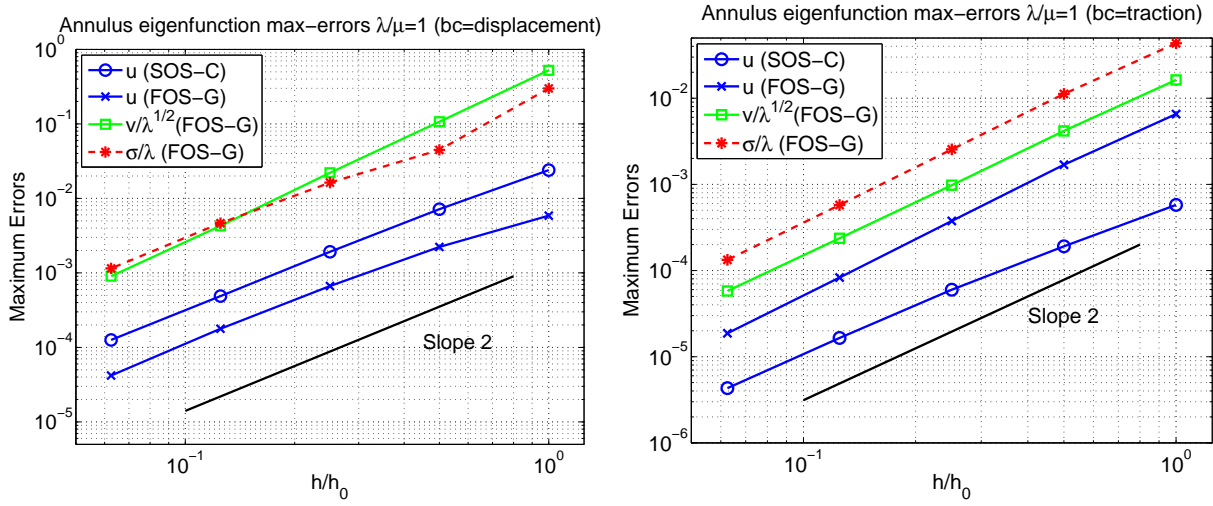 Annulus eigenfunction max−errors λ/μ=1 (bc=displacement)
u (SOS−C)
u (FOS−G)
v/λ^{1/2}(FOS−G)
σ/λ (FOS−G)
Slope 2
Maximum Errors
10^0
10^{-1}
10^{-2}
10^{-3}
10^{-4}
10^{-5}
10^{-1}
10^0
h/h_0
Annulus eigenfunction max−errors λ/μ=1 (bc=traction)
u (SOS−C)
u (FOS−G)
v/λ^{1/2}(FOS−G)
σ/λ (FOS−G)
Slope 2
Maximum Errors
10^{-2}
10^{-3}
10^{-4}
10^{-5}
10^{-6}
10^{-1}
10^0
h/h_0